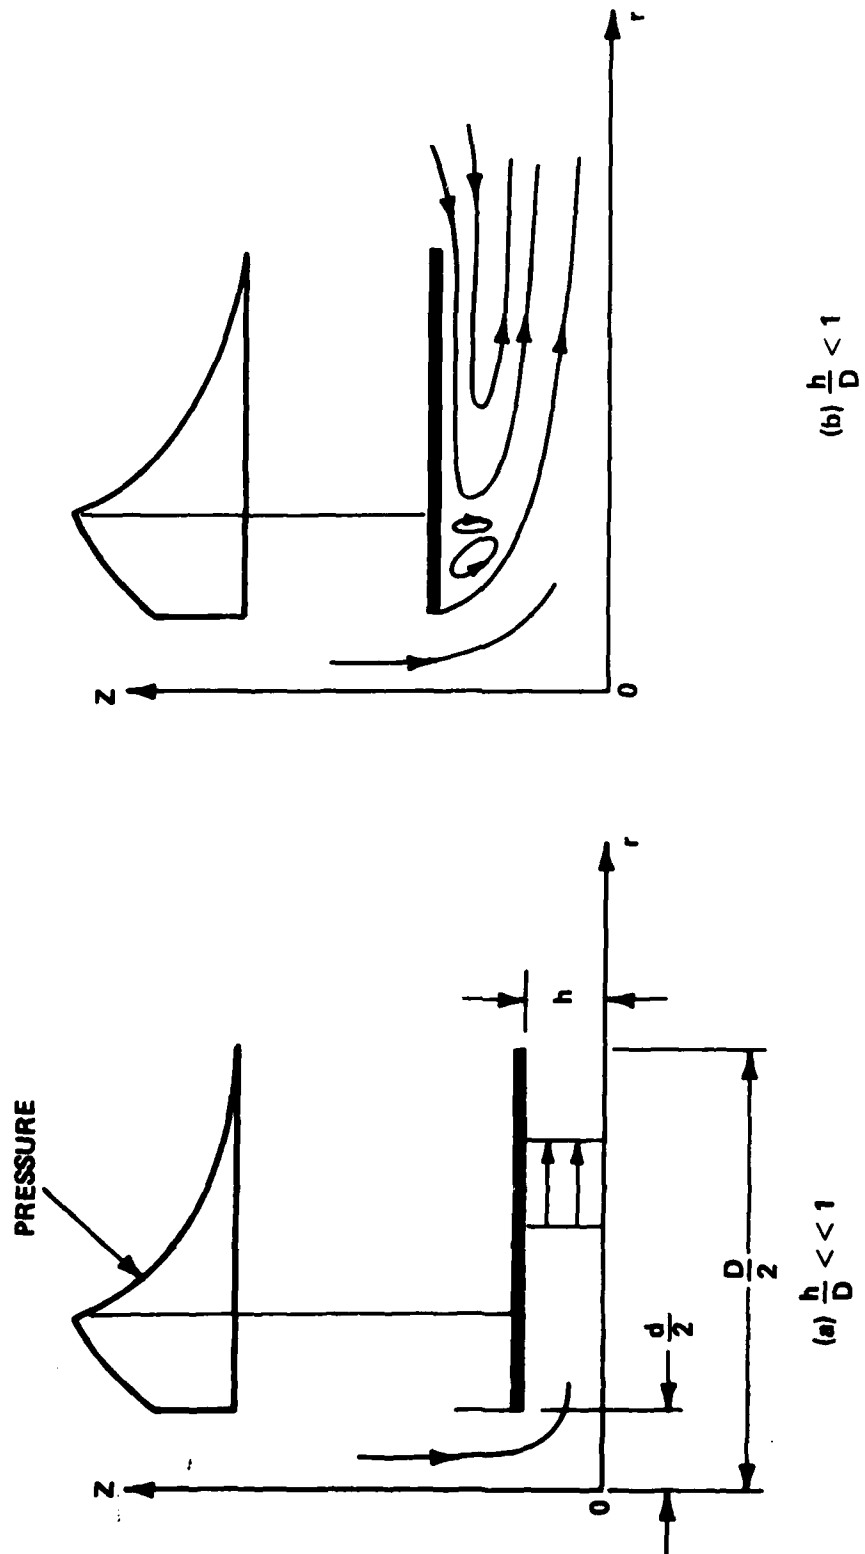 PRESSURE
Z
0
r
h
d/2
D/2
(a) h/D << 1
Z
0
r
(b) h/D < 1